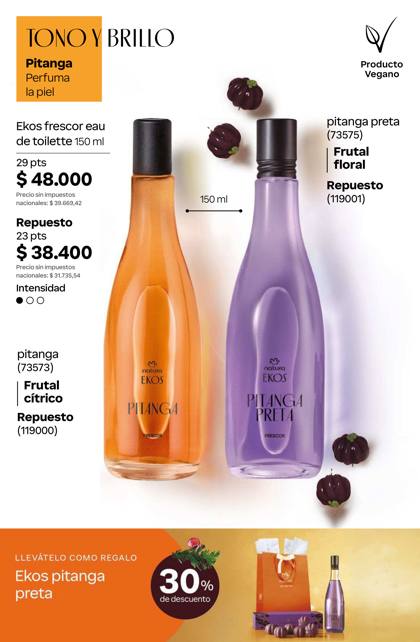 TONO Y BRILLO
Pitanga
Perfuma
la piel
Producto
Vegano
Ekos frescor eau
de toilette 150 ml
29 pts
$ 48.000
Precio sin impuestos
nacionales: $ 39.669,42
Repuesto
23 pts
$ 38.400
Precio sin impuestos
nacionales: $ 31.735,54
Intensidad
pitanga
(73573)
Frutal
cítrico
Repuesto
(119000)
150 ml
pitanga preta
(73575)
Frutal
floral
Repuesto
(119001)
natura
EKOS
PITANGA
FRESCOR
natura
EKOS
PITANGA
PRETA
FRESCOR
LLEVÁTELO COMO REGALO
Ekos pitanga
preta
30%
de descuento